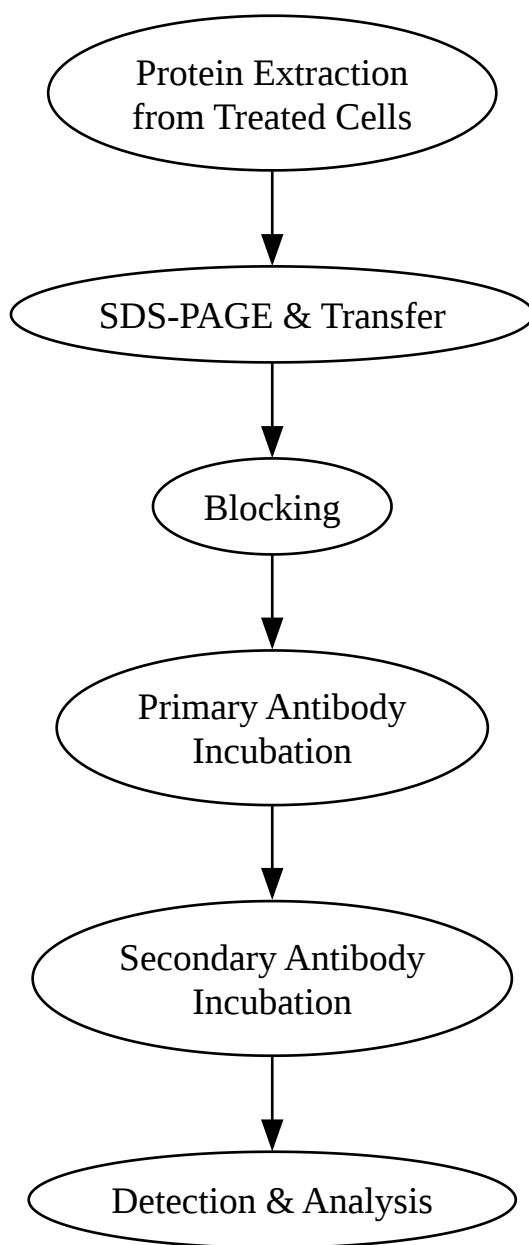 Protein Extraction
from Treated Cells
SDS-PAGE & Transfer
Blocking
Primary Antibody
Incubation
Secondary Antibody
Incubation
Detection & Analysis